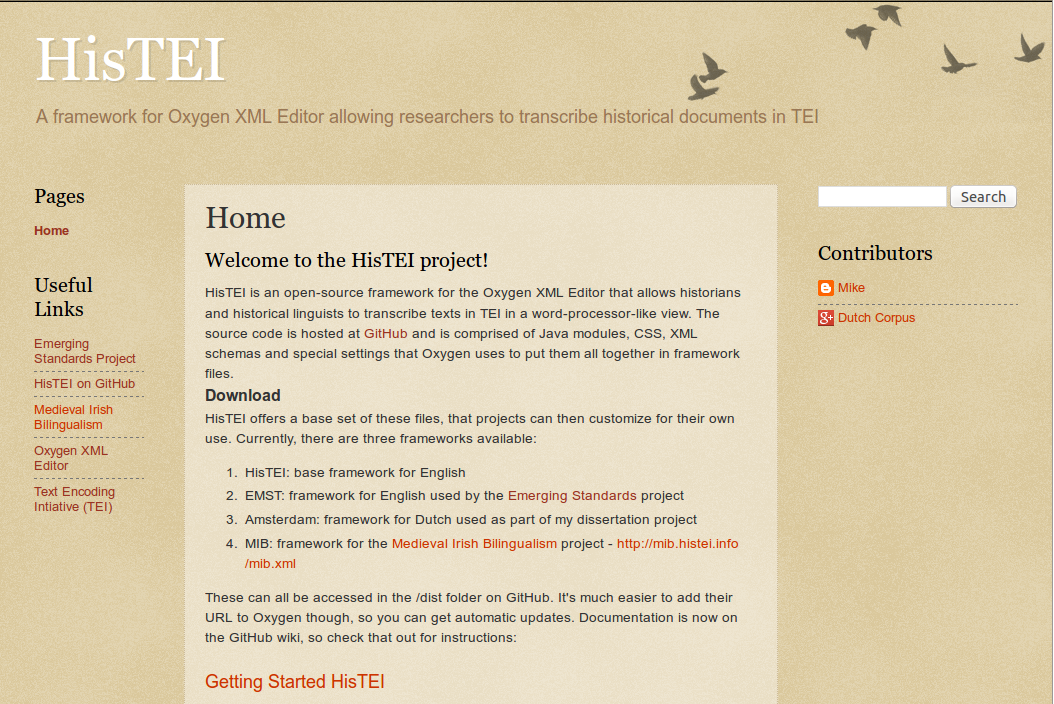 HisTEI
A framework for Oxygen XML Editor allowing researchers to transcribe historical documents in TEI
Pages
Home
Useful
Links
Emerging
Standards Project
HisTEI on GitHub
Medieval Irish
Bilingualism
Oxygen XML
Editor
Text Encoding
Intiative (TEI)
Home
Welcome to the HisTEI project!
HisTEI is an open-source framework for the Oxygen XML Editor that allows historians
and historical linguists to transcribe texts in TEI in a word-processor-like view. The
source code is hosted at GitHub and is comprised of Java modules, CSS, XML
schemas and special settings that Oxygen uses to put them all together in framework
files.
Download
HisTEI offers a base set of these files, that projects can then customize for their own
use. Currently, there are three frameworks available:
1. HisTEI: base framework for English
2. EMST: framework for English used by the Emerging Standards project
3. Amsterdam: framework for Dutch used as part of my dissertation project
4. MIB: framework for the Medieval Irish Bilingualism project - http://mib.histei.info
/mib.xml
These can all be accessed in the /dist folder on GitHub. It's much easier to add their
URL to Oxygen though, so you can get automatic updates. Documentation is now on
the GitHub wiki, so check that out for instructions:
Getting Started HisTEI
Search
Contributors
Mike
Dutch Corpus